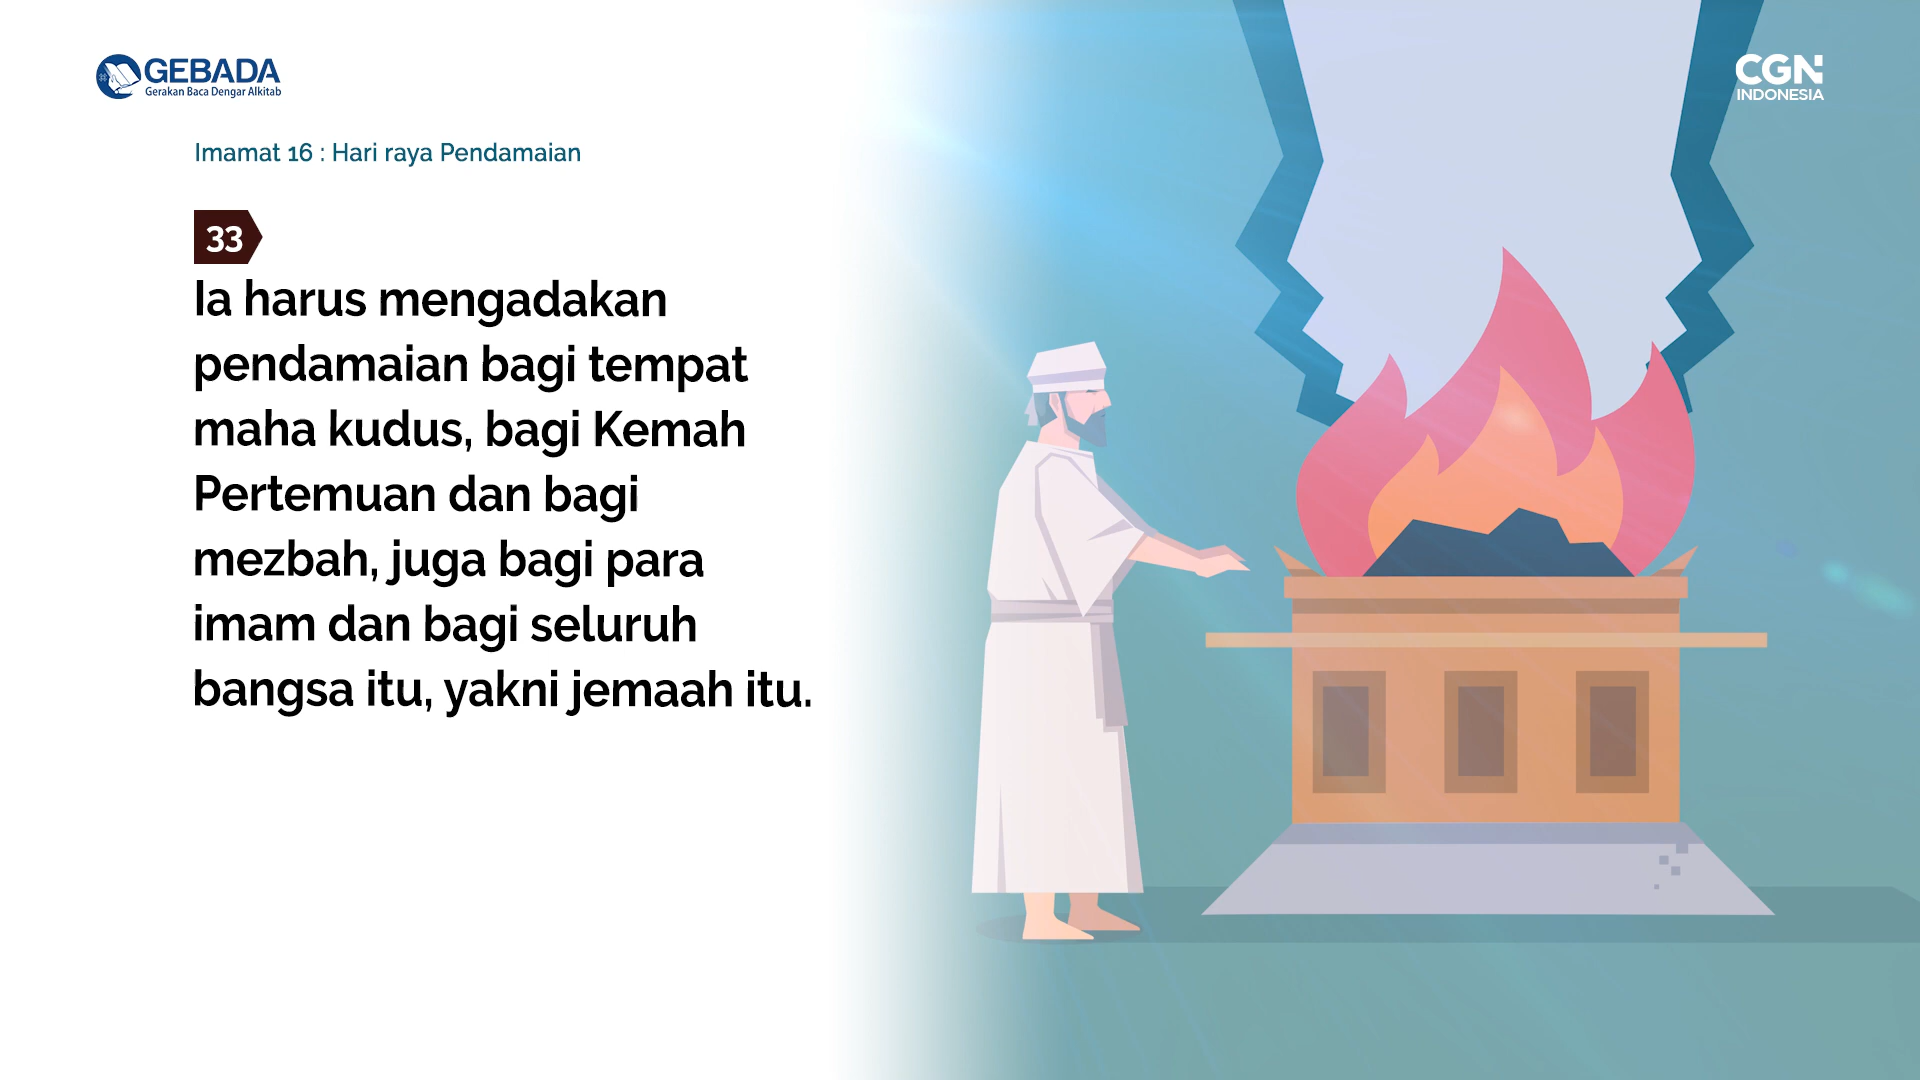 GEBADA
Gerakan Baca Dengar Alkitab
CGN
INDONESIA
Imamat 16 : Hari raya Pendamaian
33
Ia harus mengadakan
pendamaian bagi tempat
maha kudus, bagi Kemah
Pertemuan dan bagi
mezbah, juga bagi para
imam dan bagi seluruh
bangsa itu, yakni jemaah itu.